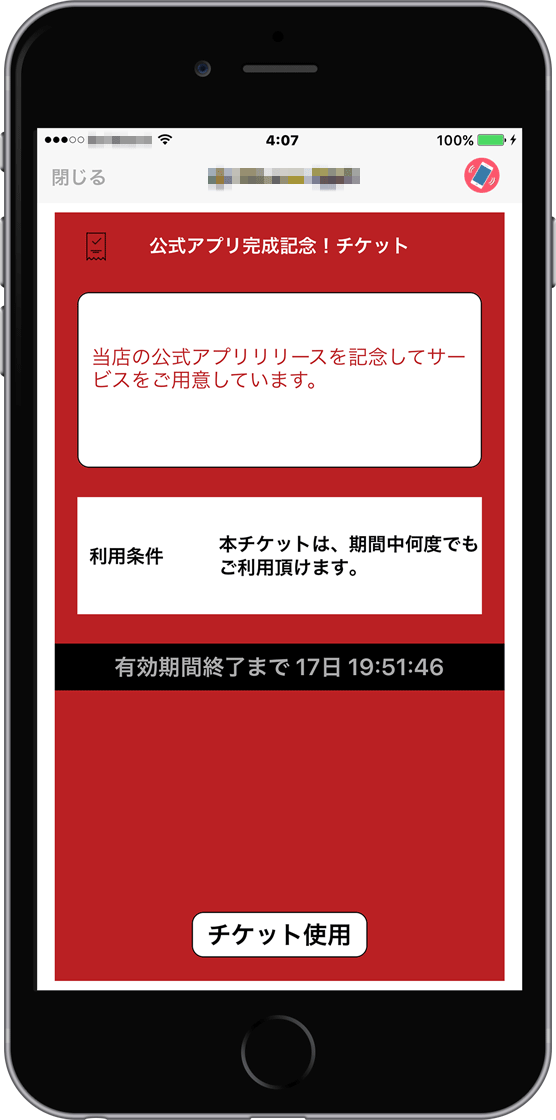 4:07
100%
閉じる
公式アプリ完成記念！チケット
当店の公式アプリリリースを記念してサー
ビスをご用意しています。
利用条件
本チケットは、期間中何度でも
ご利用頂けます。
有効期間終了まで 17日 19:51:46
チケット使用